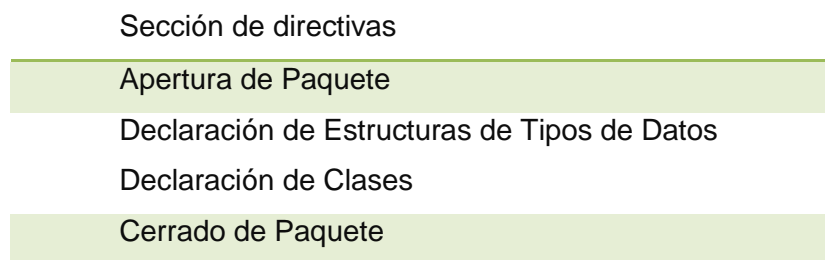 Sección de directivas
Apertura de Paquete
Declaración de Estructuras de Tipos de Datos
Declaración de Clases
Cerrado de Paquete